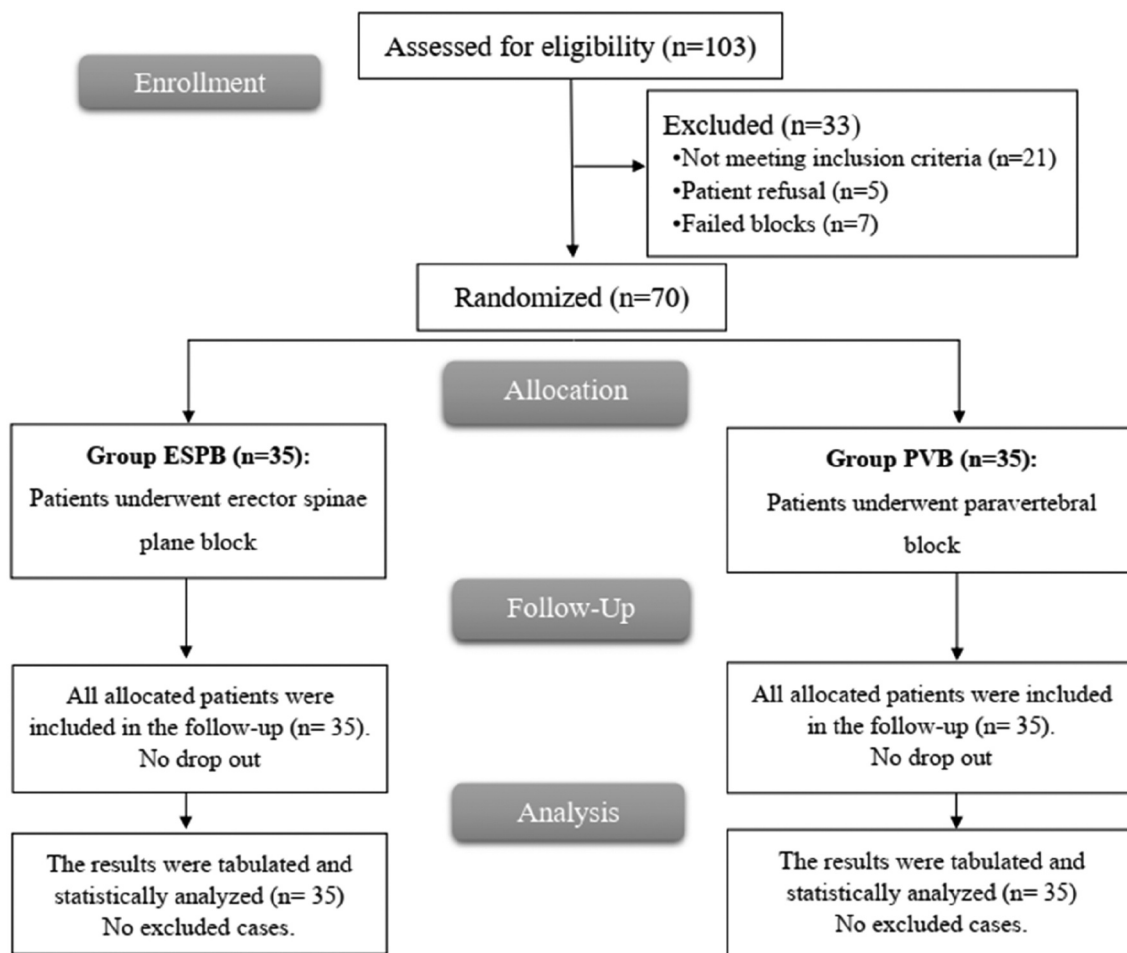 Assessed for eligibility (n=103)
Enrollment
Excluded (n=33)
•Not meeting inclusion criteria (n=21)
•Patient refusal (n=5)
•Failed blocks (n=7)
Randomized (n=70)
Allocation
Group ESPB (n=35):
Patients underwent erector spinae
plane block
Group PVB (n=35):
Patients underwent paravertebral
block
Follow-Up
All allocated patients were
included in the follow-up (n= 35).
No drop out
All allocated patients were included
in the follow-up (n= 35).
No drop out
Analysis
The results were tabulated and
statistically analyzed (n= 35)
No excluded cases.
The results were tabulated and
statistically analyzed (n= 35)
No excluded cases.